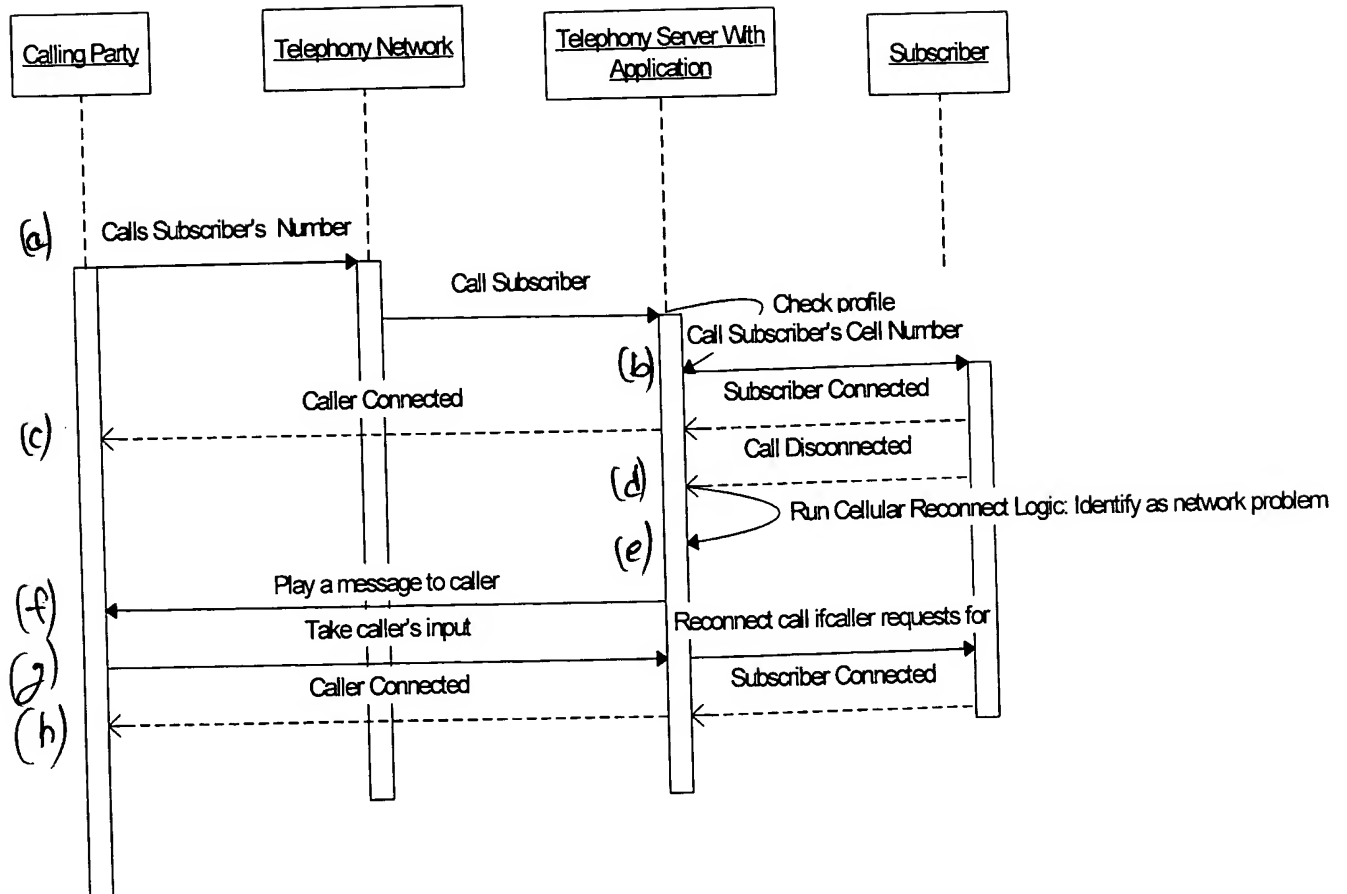 Calling Party
Telephony Network
Telephony Server With
Application
Subscriber
(a)
Calls Subscriber's Number
Call Subscriber
Check profile
Call Subscriber's Cell Number
(b)
Subscriber Connected
Caller Connected
(c)
Call Disconnected
(d)
Run Cellular Reconnect Logic: Identify as network problem
(e)
Play a message to caller
(f)
Take caller's input
Reconnect call ifcaller requests for
(g)
Caller Connected
Subscriber Connected
(h)